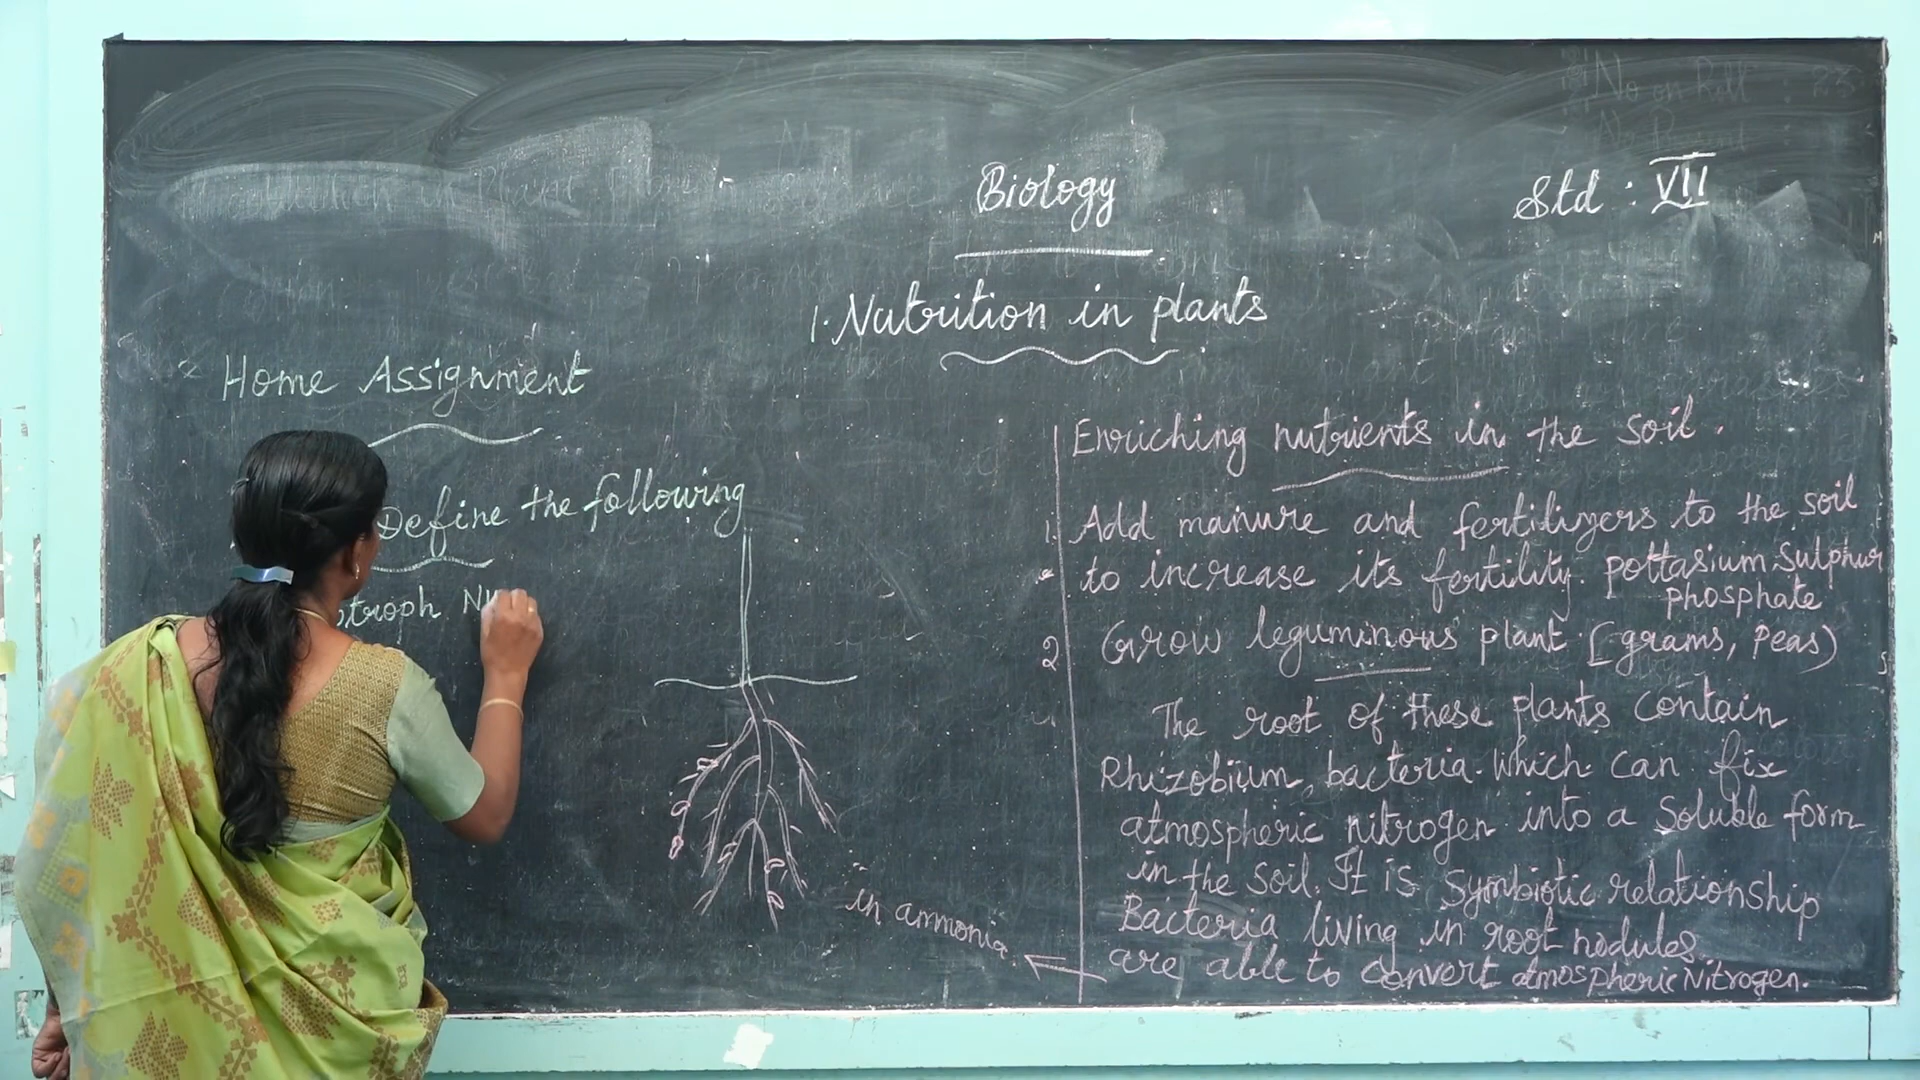 Biology
Std : VII
1. Nutrition in plants
Home Assignment
Define the following
otroph Nu
Enriching nutrients in the soil.
1. Add manure and fertilizers to the soil
to increase its fertility. pottasium Sulphur
phosphate
2 Grow leguminous plant [grams, Peas)
The root of these plants contain
Rhizobium bacteria. Which can fix
atmospheric nitrogen into a Soluble form
in the Soil. It is Symbiotic relationship
Bacteria living in root nodules
are able to convert atmospheric Nitrogen.
in ammonia.